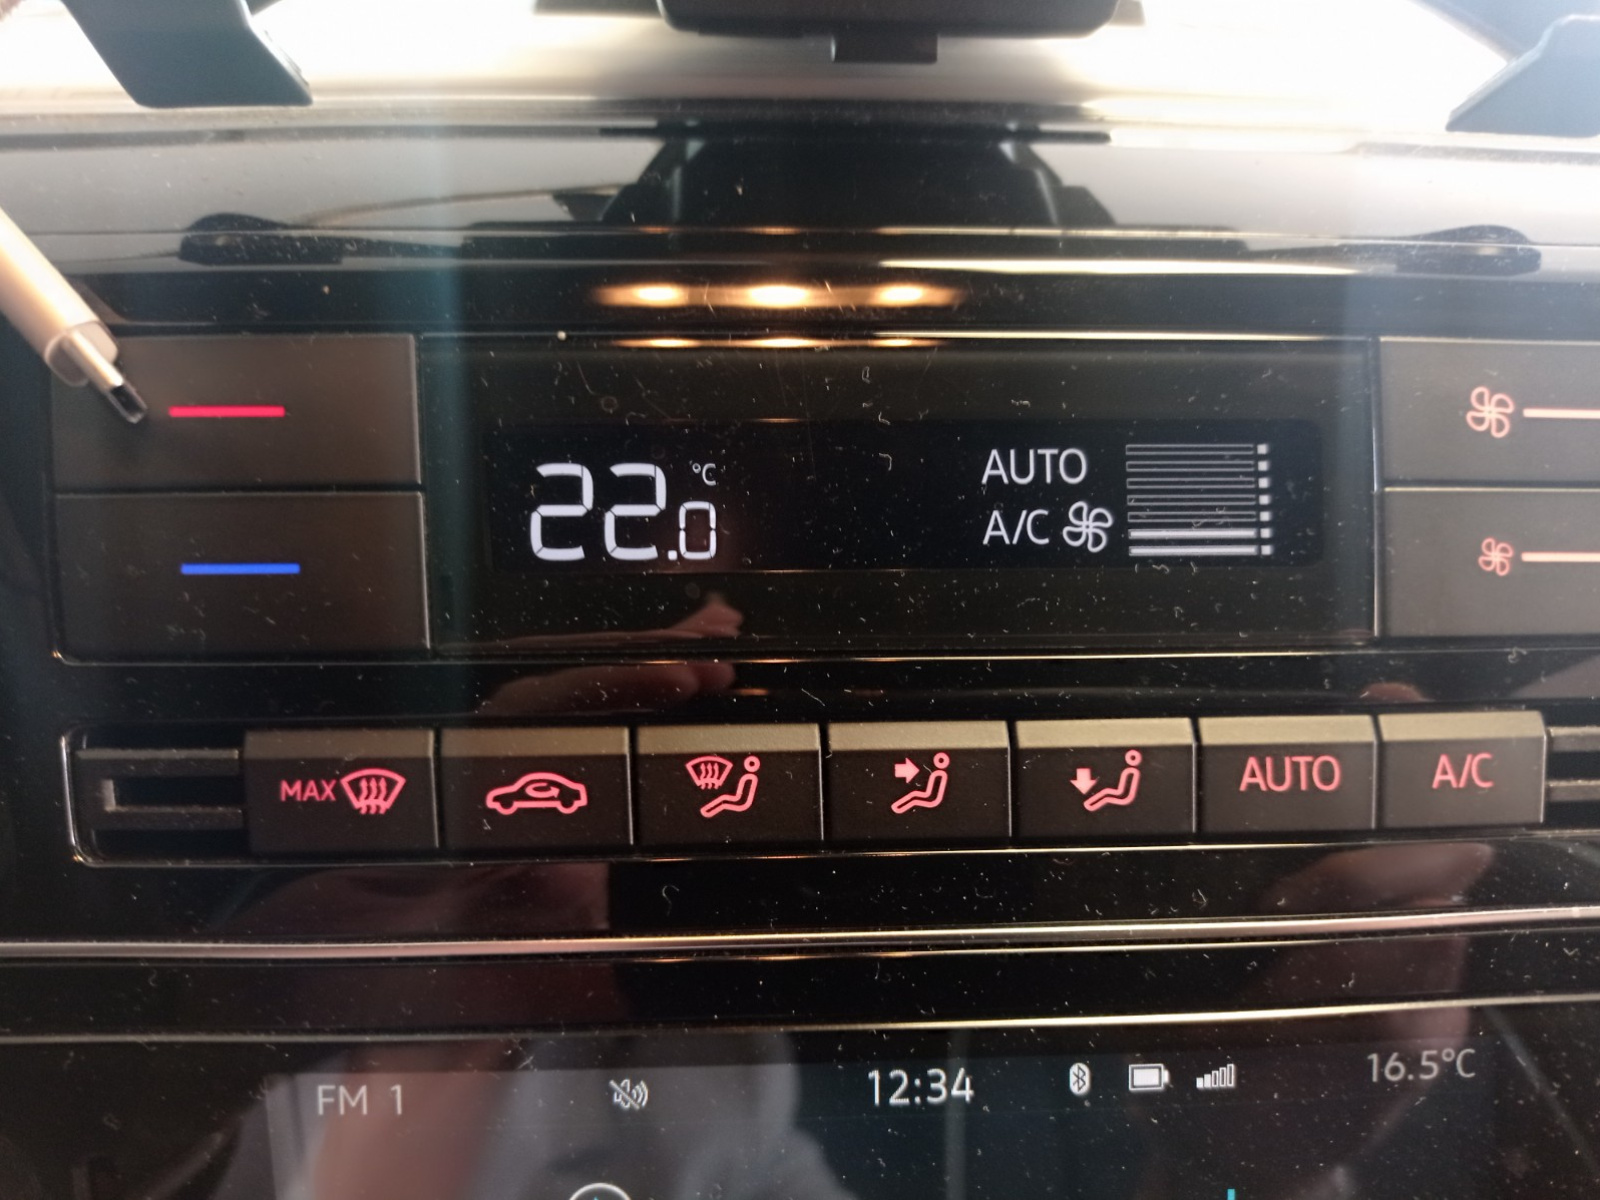 22.0 °C
AUTO
A/C
MAX
AUTO
A/C
FM 1
12:34
16.5°C